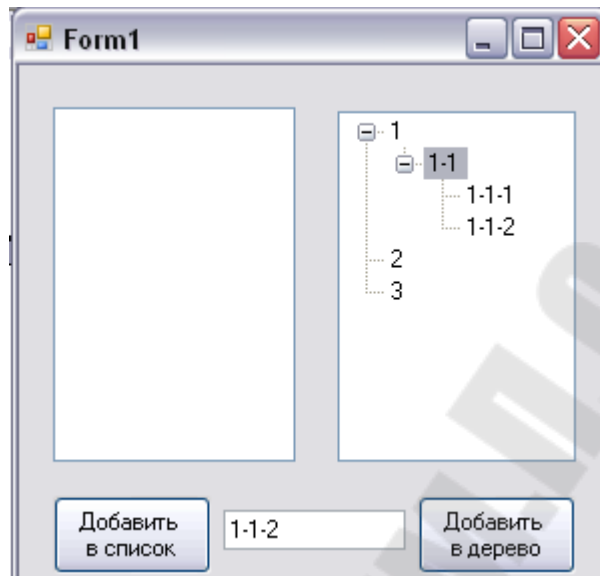 Form1
1
1-1
1-1-1
1-1-2
2
3
Добавить
в список
1-1-2
Добавить
в дерево